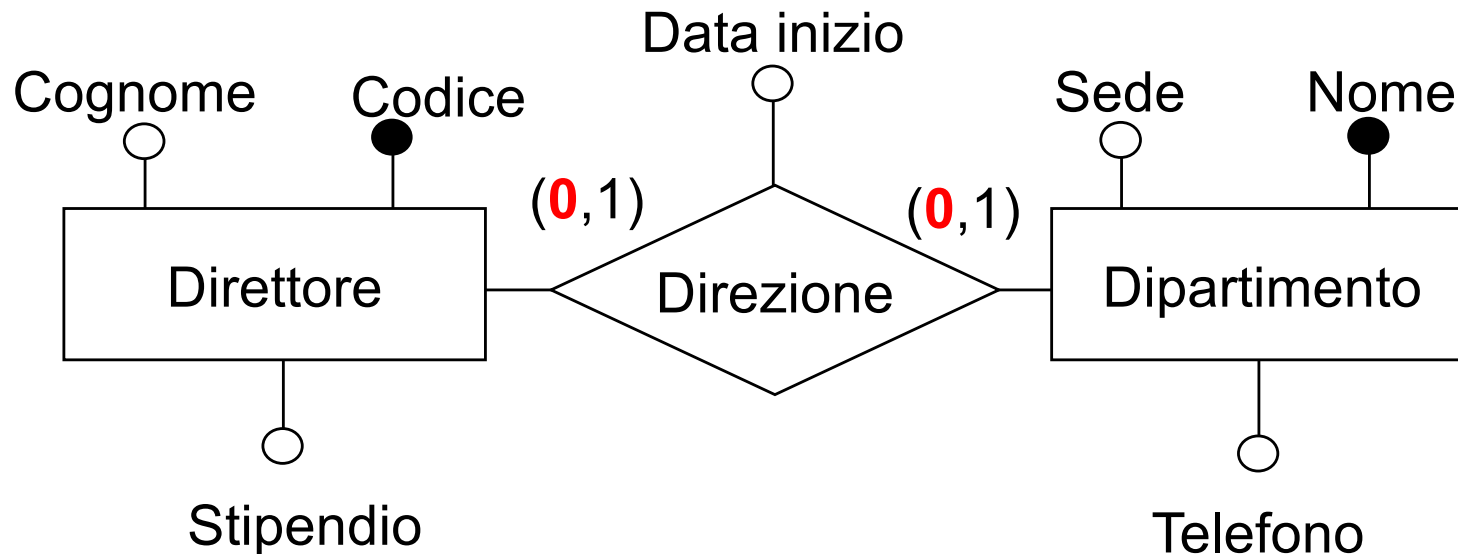 Data inizio
Cognome
Codice
Sede
Nome
(0,1)
(0,1)
Direttore
Direzione
Dipartimento
Stipendio
Telefono